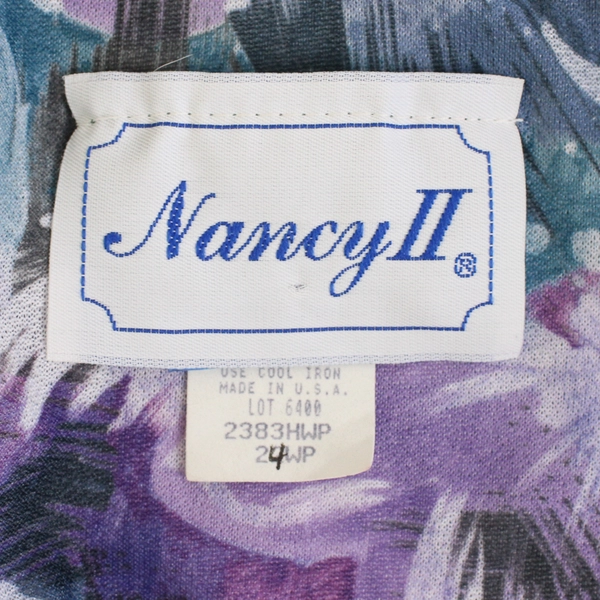 Nancy II ®
USE COOL IRON
MADE IN U.S.A.
LOT 6400
2383HWP
24WP